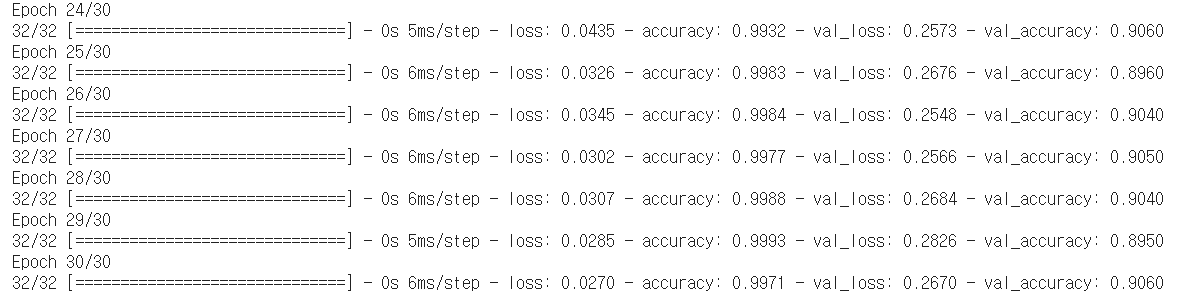 Epoch 24/30
32/32 [==============================] - 0s 5ms/step - loss: 0.0435 - accuracy: 0.9932 - val_loss: 0.2573 - val_accuracy: 0.9060
Epoch 25/30
32/32 [==============================] - 0s 6ms/step - loss: 0.0326 - accuracy: 0.9983 - val_loss: 0.2676 - val_accuracy: 0.8960
Epoch 26/30
32/32 [==============================] - 0s 6ms/step - loss: 0.0345 - accuracy: 0.9984 - val_loss: 0.2548 - val_accuracy: 0.9040
Epoch 27/30
32/32 [==============================] - 0s 6ms/step - loss: 0.0302 - accuracy: 0.9977 - val_loss: 0.2566 - val_accuracy: 0.9050
Epoch 28/30
32/32 [==============================] - 0s 6ms/step - loss: 0.0307 - accuracy: 0.9988 - val_loss: 0.2684 - val_accuracy: 0.9040
Epoch 29/30
32/32 [==============================] - 0s 5ms/step - loss: 0.0285 - accuracy: 0.9993 - val_loss: 0.2826 - val_accuracy: 0.8950
Epoch 30/30
32/32 [==============================] - 0s 6ms/step - loss: 0.0270 - accuracy: 0.9971 - val_loss: 0.2670 - val_accuracy: 0.9060